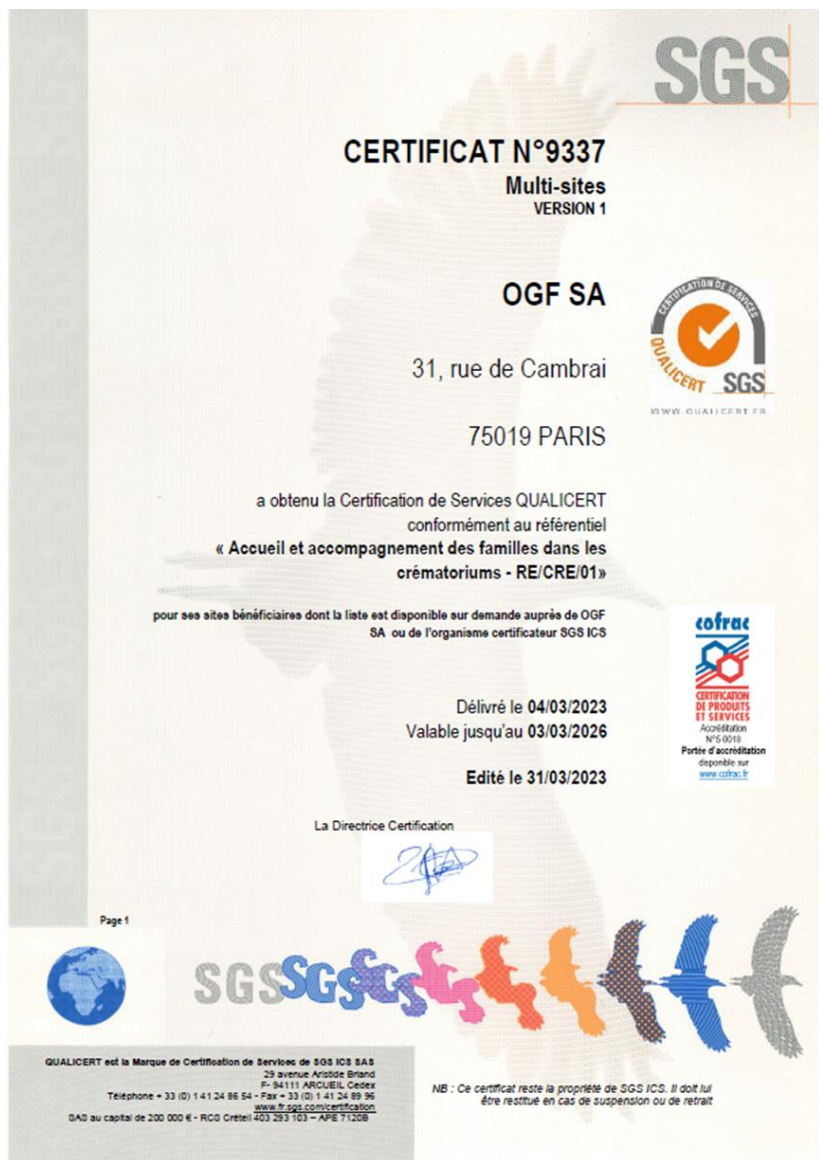 SGS
CERTIFICAT N°9337
Multi-sites
VERSION 1
OGF SA
CERTIFICATION DE SERVICES
QUALICERT
SGS
WWW.QUALICERT.FR
31, rue de Cambrai
75019 PARIS
a obtenu la Certification de Services QUALICERT
conformément au référentiel
« Accueil et accompagnement des familles dans les
crématoriums - RE/CRE/01»
pour ses sites bénéficiaires dont la liste est disponible sur demande auprès de OGF
SA ou de l'organisme certificateur SGS ICS
cofrac
CERTIFICATION
DE PRODUITS
ET SERVICES
Accréditation
N°5-0018
Portée d'accréditation
disponible sur
www.cofrac.fr
Délivré le 04/03/2023
Valable jusqu'au 03/03/2026
Edité le 31/03/2023
La Directrice Certification
Page 1
SGS SGS SGS
QUALICERT est la Marque de Certification de Services de SGS ICS SAS
29 avenue Aristide Briand
F- 94111 ARCUEIL Cedex
Téléphone + 33 (0) 1 41 24 86 54 - Fax + 33 (0) 1 41 24 89 96
www.fr.sgs.com/certification
SAS au capital de 200 000 € - RCS Créteil 403 293 103 – APE 7120B
NB : Ce certificat reste la propriété de SGS ICS. Il doit lui
être restitué en cas de suspension ou de retrait